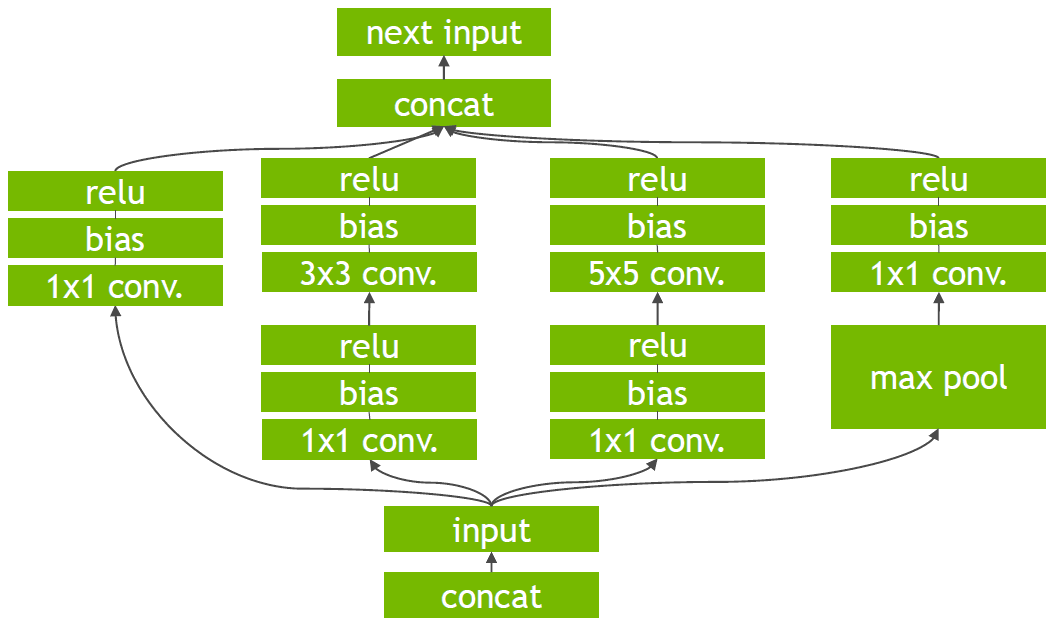 next input
concat
relu
bias
1x1 conv.
relu
bias
3x3 conv.
relu
bias
1x1 conv.
relu
bias
5x5 conv.
relu
bias
1x1 conv.
relu
bias
1x1 conv.
max pool
input
concat